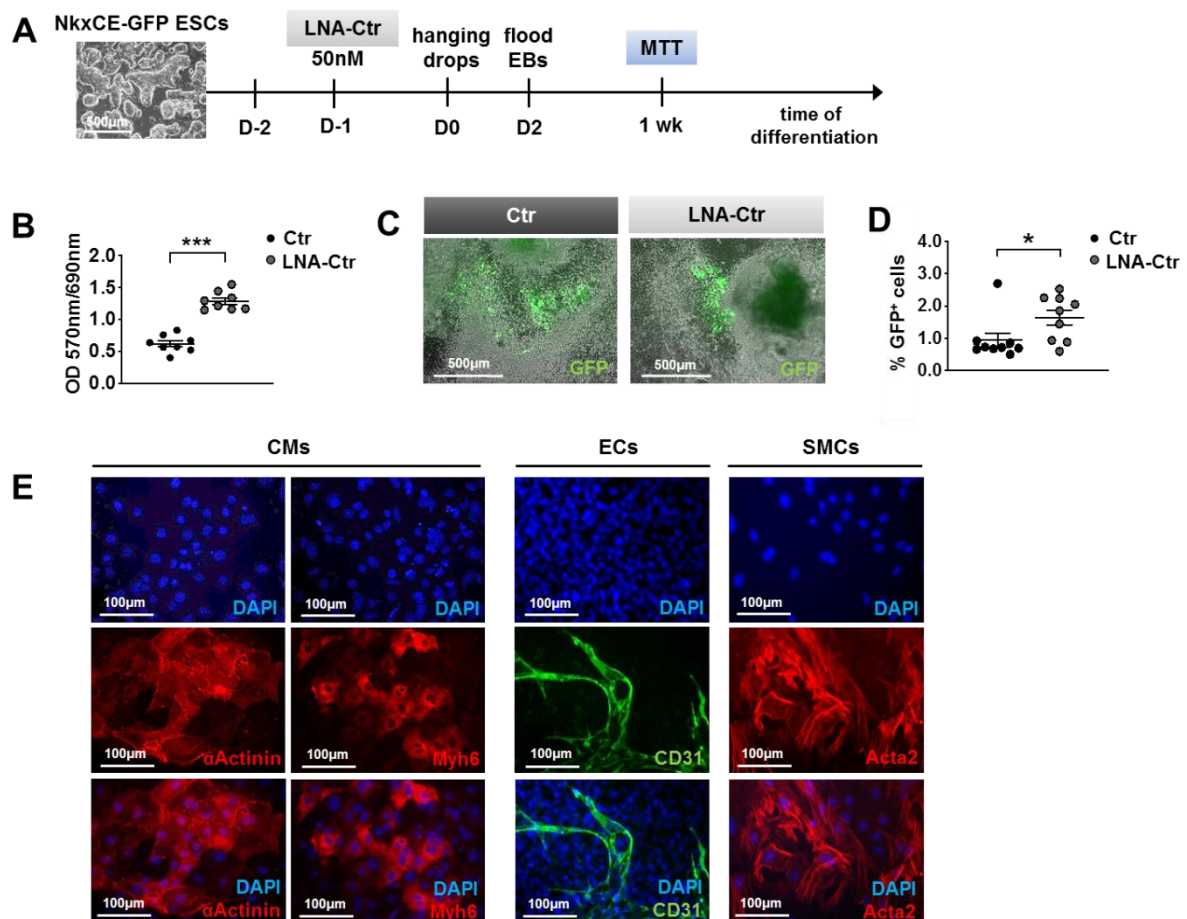 A
NkxCE-GFP ESCs
500µm
LNA-Ctr
50nM
hanging
drops
flood
EBs
MTT
D-2
D-1
D0
D2
1 wk
time of
differentiation
B
OD 570nm/690nm
2.0
1.5
1.0
0.5
0.0
***
Ctr
LNA-Ctr
C
Ctr
LNA-Ctr
500µm
GFP
500µm
GFP
D
% GFP⁺ cells
4.0
3.0
2.0
1.0
0.0
*
Ctr
LNA-Ctr
CMs
ECs
SMCs
E
100µm
DAPI
100µm
DAPI
100µm
DAPI
100µm
DAPI
100µm
αActinin
100µm
Myh6
100µm
CD31
100µm
Acta2
100µm
DAPI
αActinin
100µm
DAPI
Myh6
100µm
DAPI
CD31
100µm
DAPI
Acta2